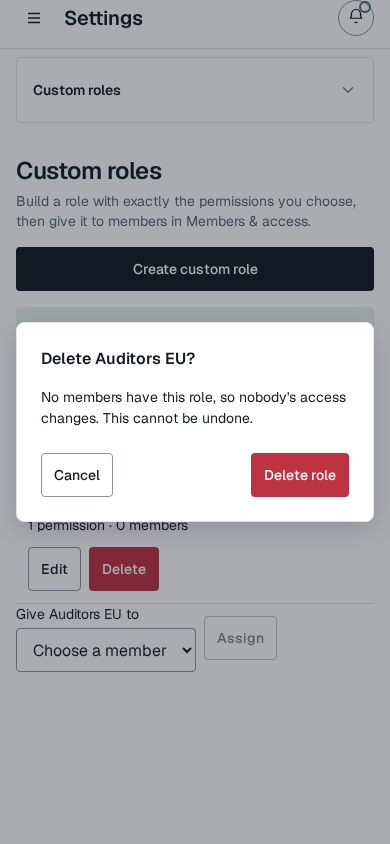 Settings
Custom roles
Custom roles
Build a role with exactly the permissions you choose,
then give it to members in Members & access.
Create custom role
Delete Auditors EU?
No members have this role, so nobody's access
changes. This cannot be undone.
Cancel
Delete role
1 permission · 0 members
Edit
Delete
Give Auditors EU to
Choose a member
Assign